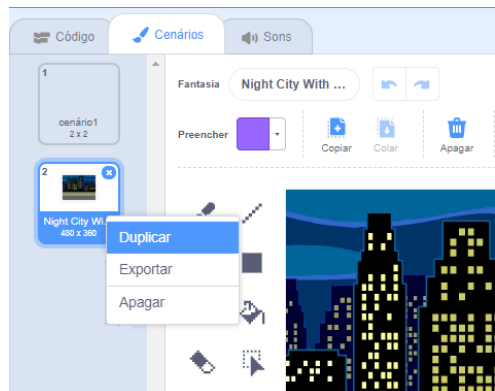 Código
Cenários
Sons
1
cenário1
2 x 2
2
Night City Wi...
480 x 360
Duplicar
Exportar
Apagar
Fantasia
Night City With ...
Preencher
Copiar
Colar
Apagar